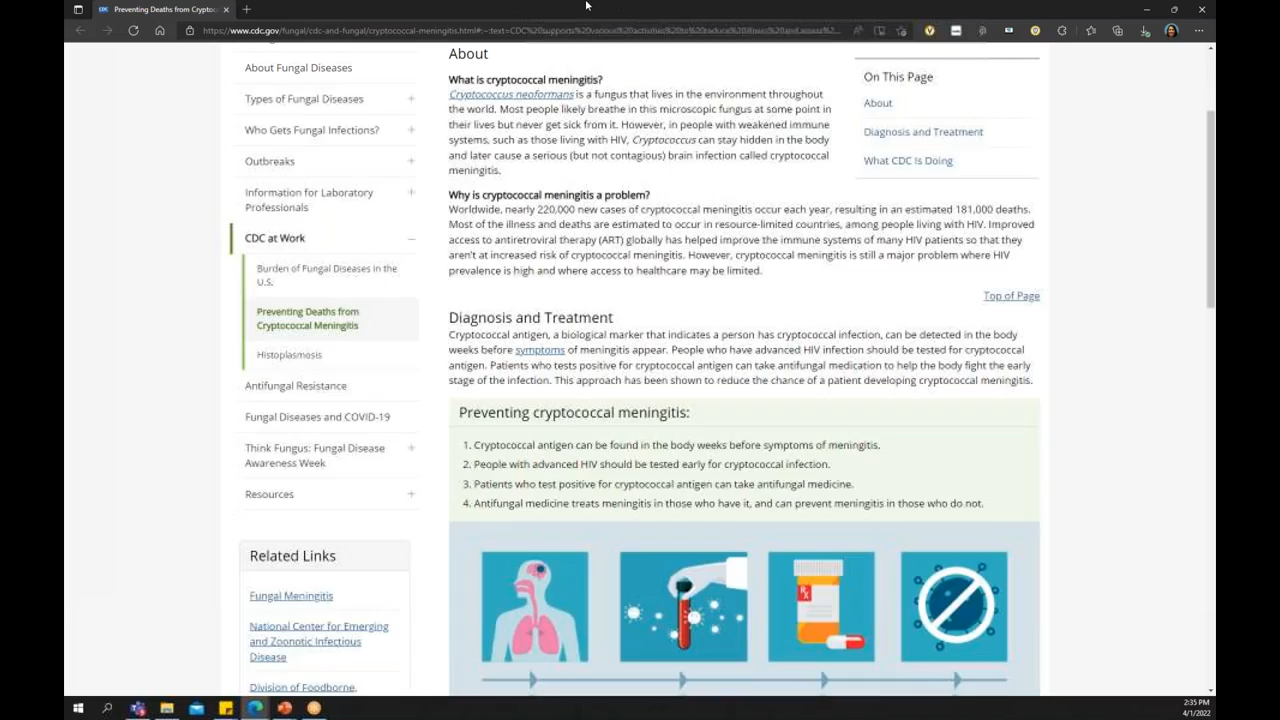 Preventing Deaths from Cryptoc
https://www.cdc.gov/fungal/cdc-and-fungal/cryptococcal-meningitis.html#:~:text=CDC%20supports%20various%20activities%20to%20reduce%20illness%20and
About Fungal Diseases
Types of Fungal Diseases
Who Gets Fungal Infections?
Outbreaks
Information for Laboratory
Professionals
CDC at Work
Burden of Fungal Diseases in the
U.S.
Preventing Deaths from
Cryptococcal Meningitis
Histoplasmosis
Antifungal Resistance
Fungal Diseases and COVID-19
Think Fungus: Fungal Disease
Awareness Week
Resources
Related Links
Fungal Meningitis
National Center for Emerging
and Zoonotic Infectious
Disease
Division of Foodborne,
About
What is cryptococcal meningitis?
Cryptococcus neoformans is a fungus that lives in the environment throughout
the world. Most people likely breathe in this microscopic fungus at some point in
their lives but never get sick from it. However, in people with weakened immune
systems, such as those living with HIV, Cryptococcus can stay hidden in the body
and later cause a serious (but not contagious) brain infection called cryptococcal
meningitis.
Why is cryptococcal meningitis a problem?
Worldwide, nearly 220,000 new cases of cryptococcal meningitis occur each year, resulting in an estimated 181,000 deaths.
Most of the illness and deaths are estimated to occur in resource-limited countries, among people living with HIV. Improved
access to antiretroviral therapy (ART) globally has helped improve the immune systems of many HIV patients so that they
aren't at increased risk of cryptococcal meningitis. However, cryptococcal meningitis is still a major problem where HIV
prevalence is high and where access to healthcare may be limited.
Top of Page
Diagnosis and Treatment
Cryptococcal antigen, a biological marker that indicates a person has cryptococcal infection, can be detected in the body
weeks before symptoms of meningitis appear. People who have advanced HIV infection should be tested for cryptococcal
antigen. Patients who tests positive for cryptococcal antigen can take antifungal medication to help the body fight the early
stage of the infection. This approach has been shown to reduce the chance of a patient developing cryptococcal meningitis.
Preventing cryptococcal meningitis:
1. Cryptococcal antigen can be found in the body weeks before symptoms of meningitis.
2. People with advanced HIV should be tested early for cryptococcal infection.
3. Patients who test positive for cryptococcal antigen can take antifungal medicine.
4. Antifungal medicine treats meningitis in those who have it, and can prevent meningitis in those who do not.
Rx
On This Page
About
Diagnosis and Treatment
What CDC Is Doing
2:35 PM
4/1/2022